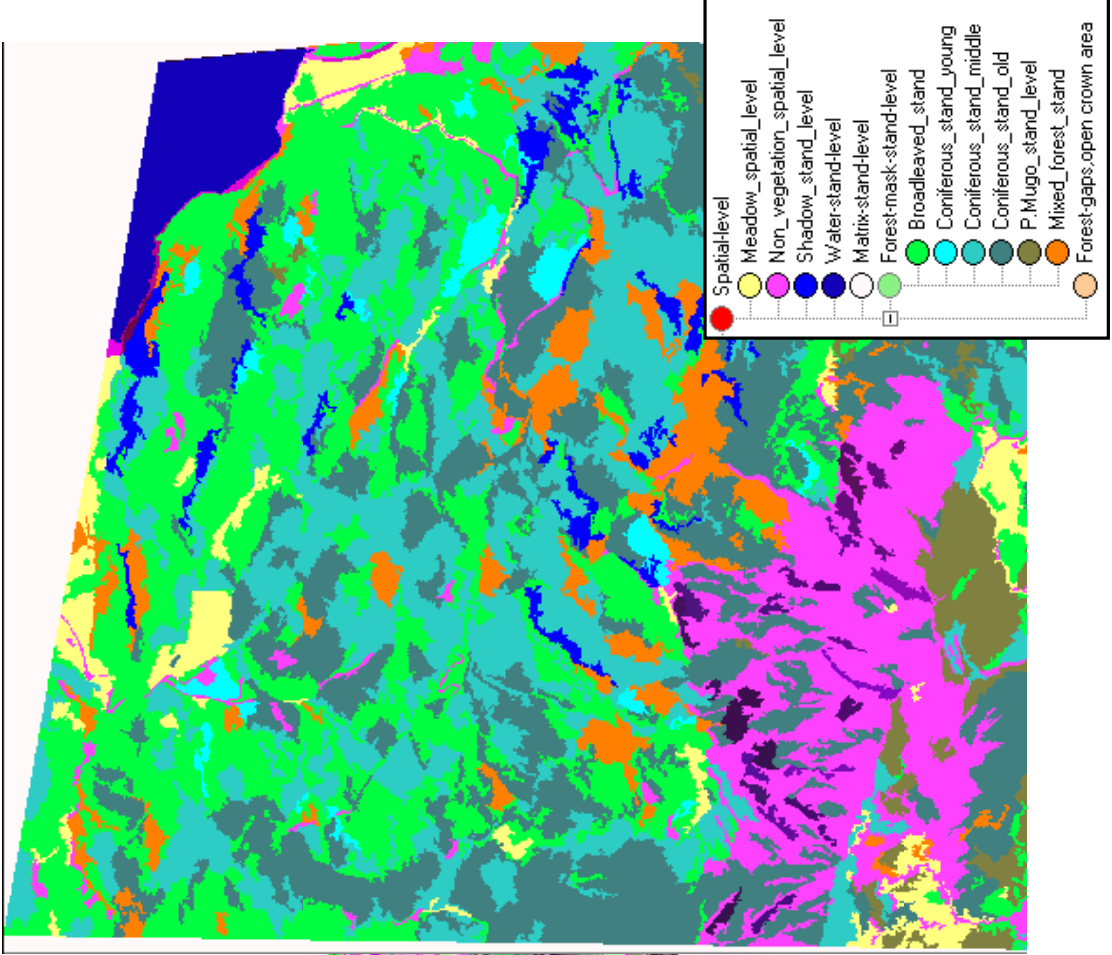 Spatial-level
Meadow_spatial_level
Non_vegetation_spatial_level
Shadow_stand_level
Water-stand-level
Matrix-stand-level
Forest-mask-stand-level
Broadleaved_stand
Coniferous_stand_young
Coniferous_stand_middle
Coniferous_stand_old
P.Mugo_stand_level
Mixed_forest_stand
Forest-gaps,open crown area